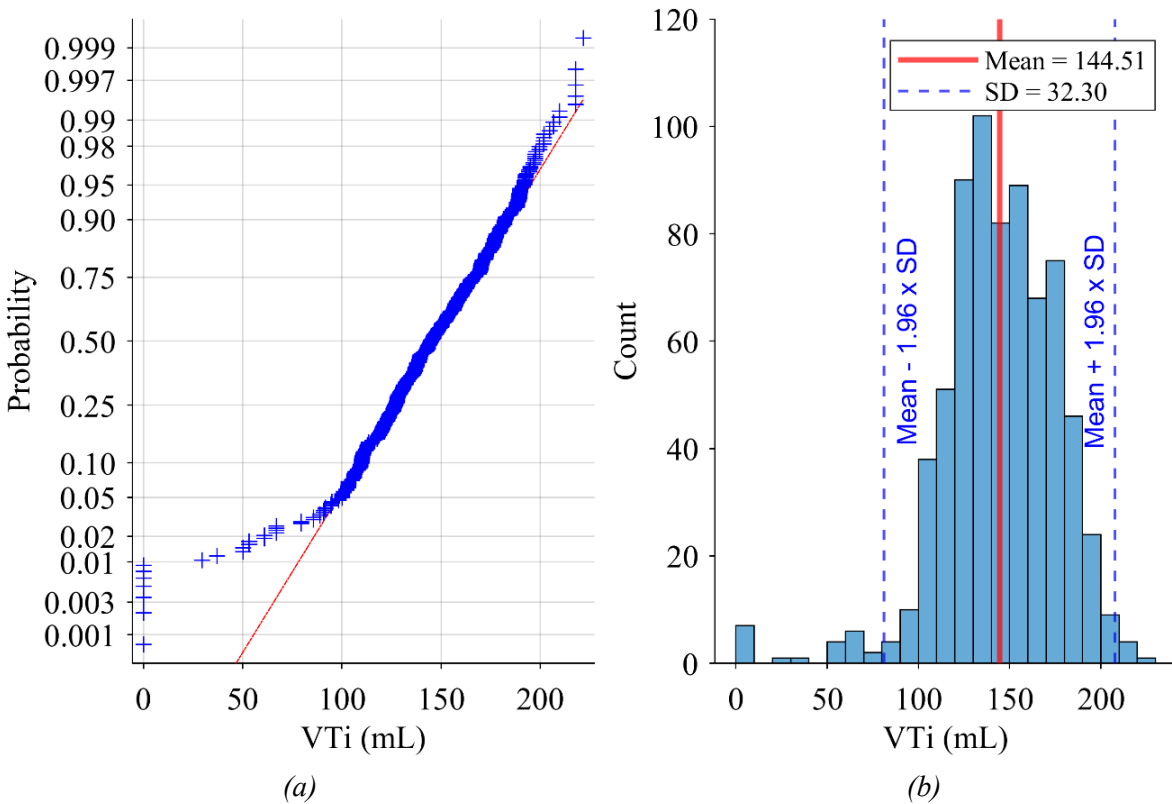 0.999
0.997
0.99
0.98
0.95
0.90
0.75
0.50
0.25
0.10
0.05
0.02
0.01
0.003
0.001
Probability
0 50 100 150 200
VTi (mL)
(a)
120
100
80
60
40
20
0
Count
Mean = 144.51
SD = 32.30
Mean - 1.96 x SD
Mean + 1.96 x SD
0 50 100 150 200
VTi (mL)
(b)